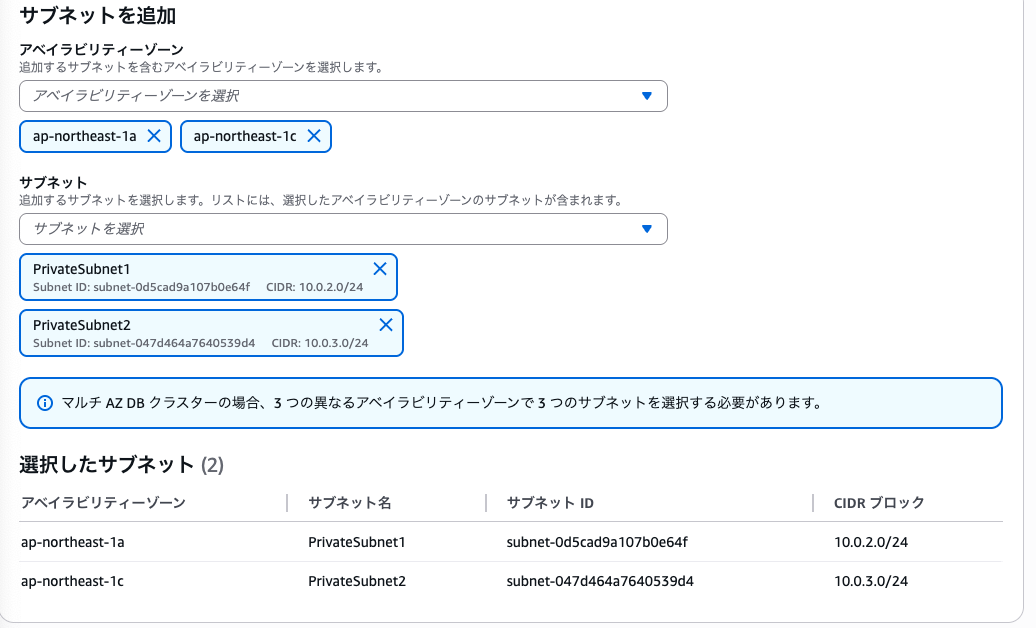 サブネットを追加
アベイラビリティーゾーン
追加するサブネットを含むアベイラビリティーゾーンを選択します。
アベイラビリティーゾーンを選択
ap-northeast-1a ap-northeast-1c
サブネット
追加するサブネットを選択します。リストには、選択したアベイラビリティーゾーンのサブネットが含まれます。
サブネットを選択
PrivateSubnet1
Subnet ID: subnet-0d5cad9a107b0e64f CIDR: 10.0.2.0/24
PrivateSubnet2
Subnet ID: subnet-047d464a7640539d4 CIDR: 10.0.3.0/24
マルチ AZ DB クラスターの場合、3 つの異なるアベイラビリティーゾーンで 3 つのサブネットを選択する必要があります。
選択したサブネット (2)
アベイラビリティーゾーン サブネット名 サブネット ID CIDR ブロック
ap-northeast-1a PrivateSubnet1 subnet-0d5cad9a107b0e64f 10.0.2.0/24
ap-northeast-1c PrivateSubnet2 subnet-047d464a7640539d4 10.0.3.0/24